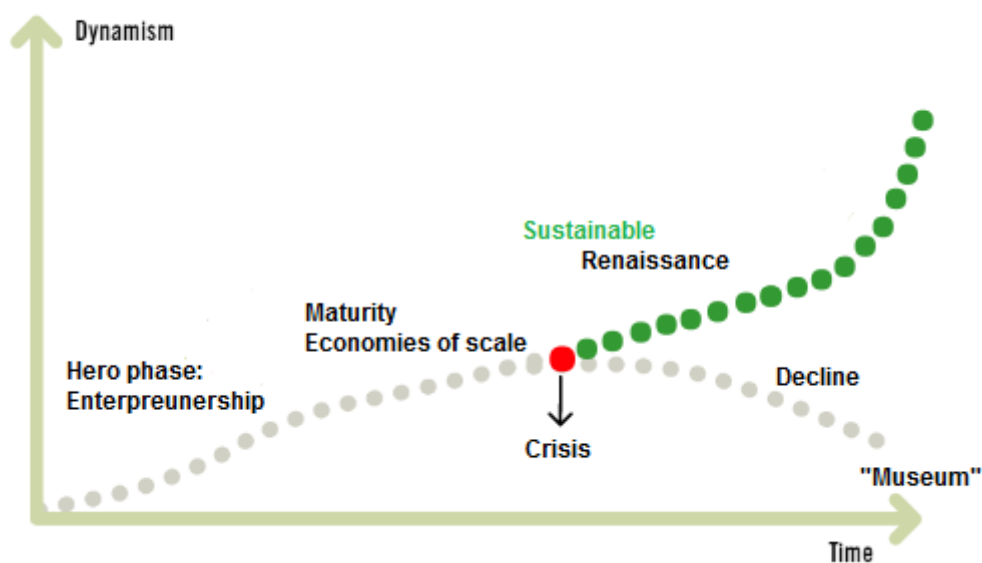 Dynamism
Sustainable
Renaissance
Maturity
Economies of scale
Hero phase:
Enterpreunership
Decline
Crisis
"Museum"
Time